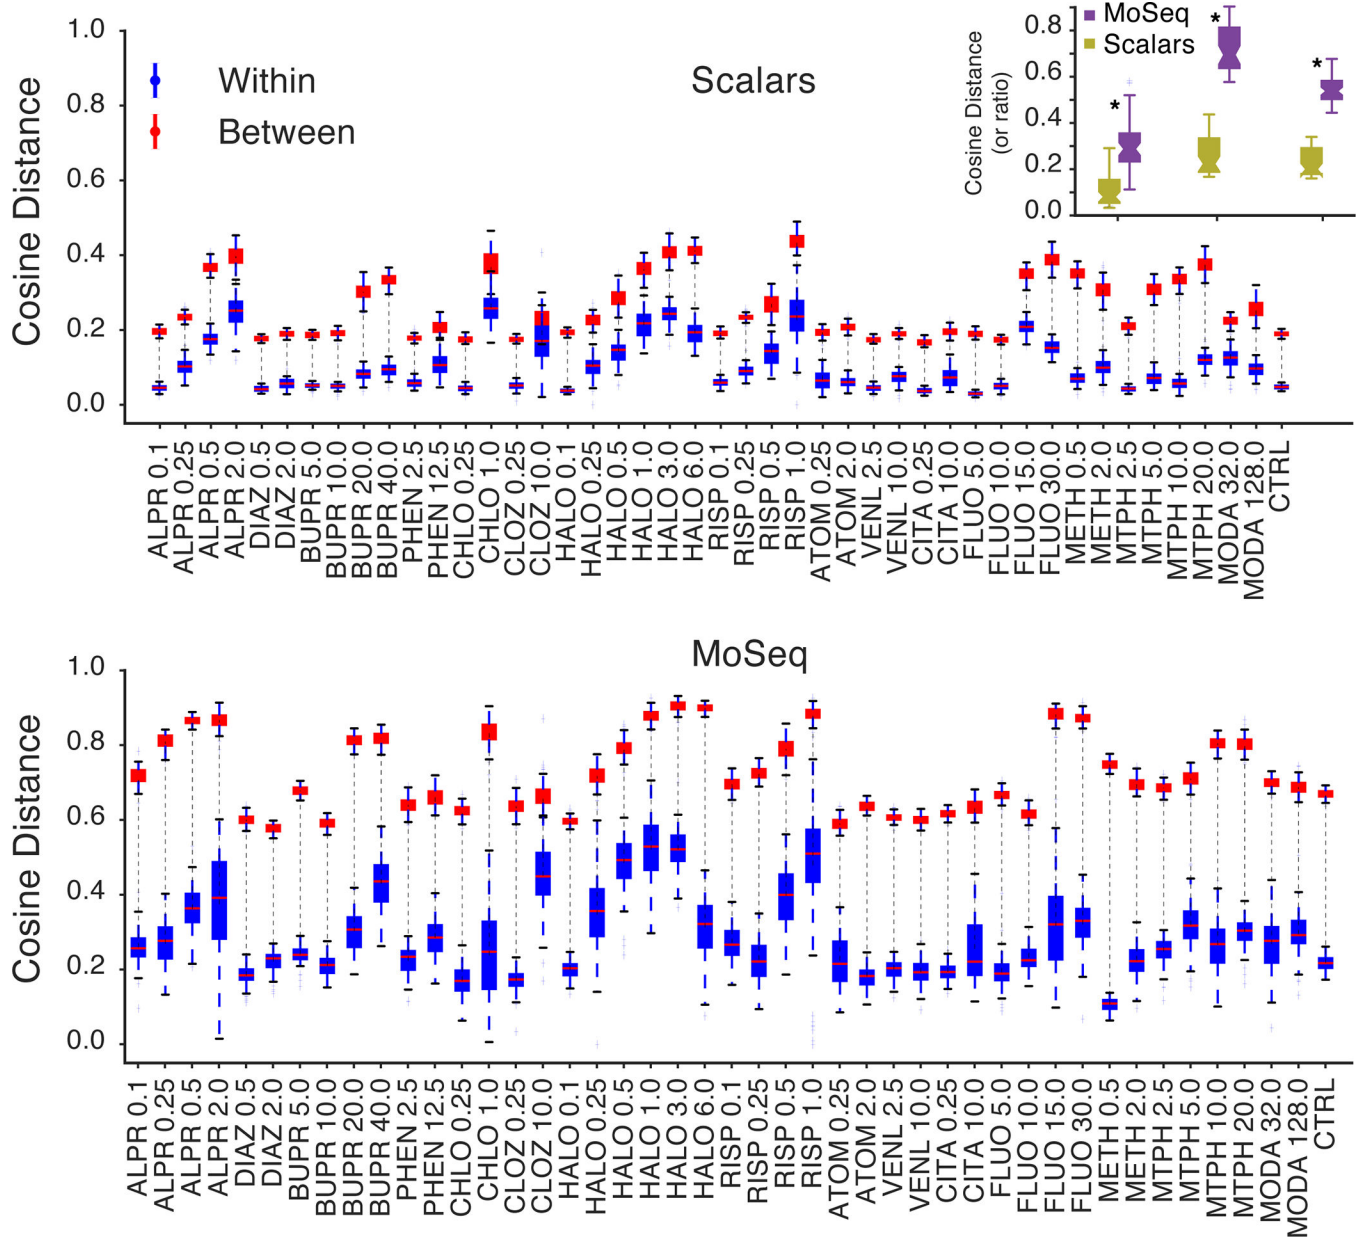 1.0
0.8
0.6
0.4
0.2
0.0
Cosine Distance
Within
Between
Scalars
0.8
0.6
0.4
0.2
0.0
Cosine Distance
(or ratio)
MoSeq
Scalars
*
*
*
ALPR 0.1
ALPR 0.25
ALPR 0.5
ALPR 2.0
DIAZ 0.5
DIAZ 2.0
BUPR 5.0
BUPR 10.0
BUPR 20.0
BUPR 40.0
PHEN 2.5
PHEN 12.5
CHLO 0.25
CHLO 1.0
CLOZ 0.25
CLOZ 10.0
HALO 0.1
HALO 0.25
HALO 0.5
HALO 1.0
HALO 3.0
HALO 6.0
RISP 0.1
RISP 0.25
RISP 0.5
RISP 1.0
ATOM 0.25
ATOM 2.0
VENL 2.5
VENL 10.0
CITA 0.25
CITA 10.0
FLUO 5.0
FLUO 10.0
FLUO 15.0
FLUO 30.0
METH 0.5
METH 2.0
MTPH 2.5
MTPH 5.0
MTPH 10.0
MTPH 20.0
MODA 32.0
MODA 128.0
CTRL
MoSeq
1.0
0.8
0.6
0.4
0.2
0.0
Cosine Distance
ALPR 0.1
ALPR 0.25
ALPR 0.5
ALPR 2.0
DIAZ 0.5
DIAZ 2.0
BUPR 5.0
BUPR 10.0
BUPR 20.0
BUPR 40.0
PHEN 2.5
PHEN 12.5
CHLO 0.25
CHLO 1.0
CLOZ 0.25
CLOZ 10.0
HALO 0.1
HALO 0.25
HALO 0.5
HALO 1.0
HALO 3.0
HALO 6.0
RISP 0.1
RISP 0.25
RISP 0.5
RISP 1.0
ATOM 0.25
ATOM 2.0
VENL 2.5
VENL 10.0
CITA 0.25
CITA 10.0
FLUO 5.0
FLUO 10.0
FLUO 15.0
FLUO 30.0
METH 0.5
METH 2.0
MTPH 2.5
MTPH 5.0
MTPH 10.0
MTPH 20.0
MODA 32.0
MODA 128.0
CTRL